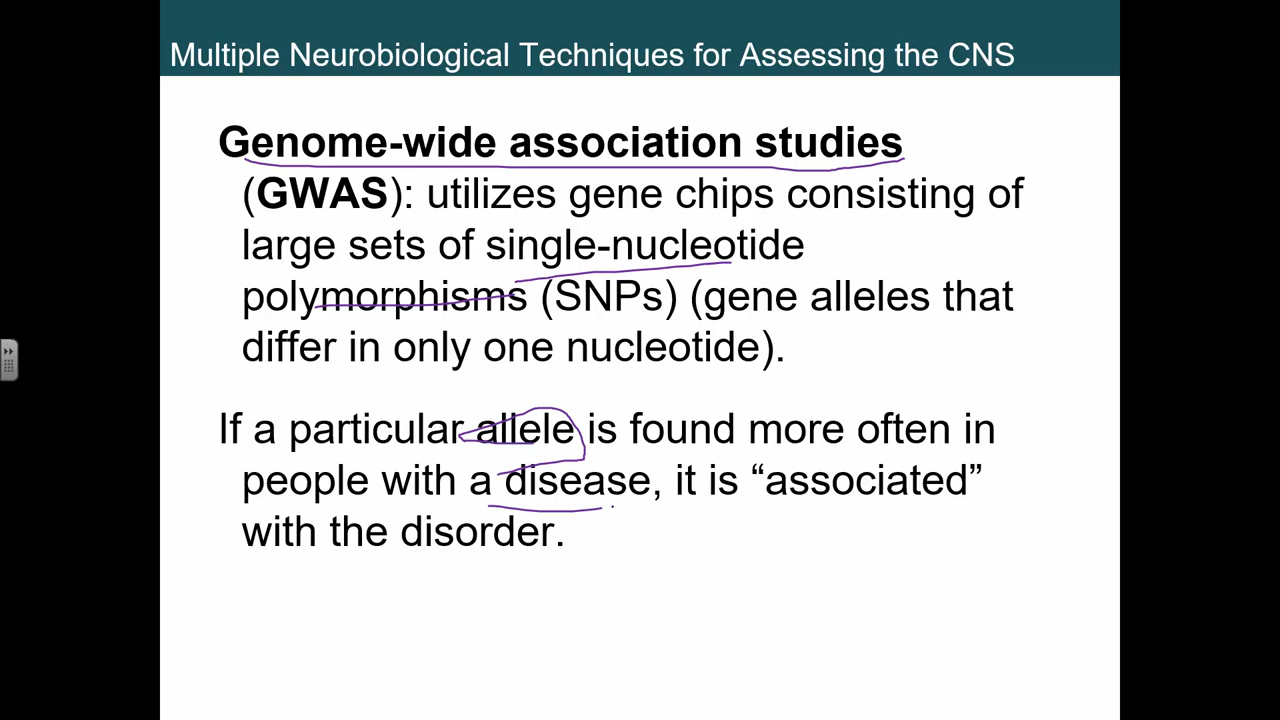 Multiple Neurobiological Techniques for Assessing the CNS
Genome-wide association studies
(GWAS): utilizes gene chips consisting of
large sets of single-nucleotide
polymorphisms (SNPs) (gene alleles that
differ in only one nucleotide).
If a particular allele is found more often in
people with a disease, it is “associated”
with the disorder.